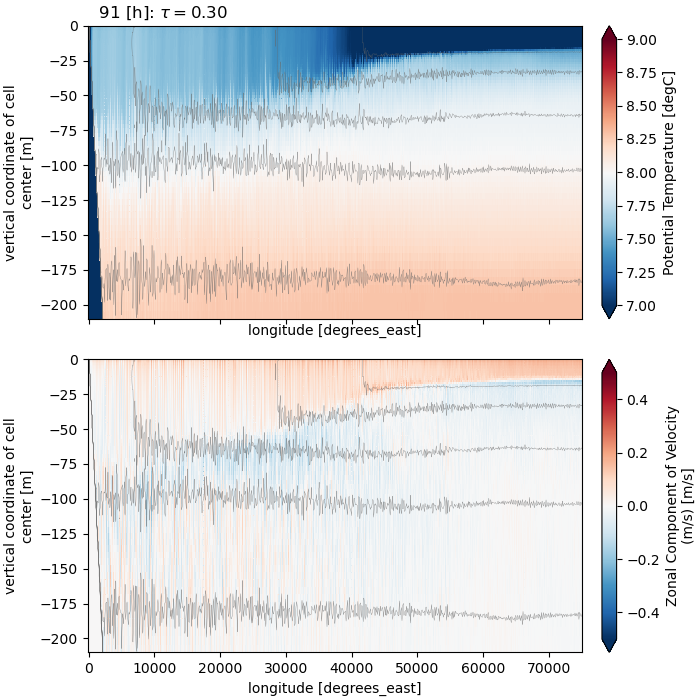 91 [h]: τ = 0.30
0
−25
−50
−75
−100
−125
−150
−175
−200
vertical coordinate of cell
center [m]
longitude [degrees_east]
9.00
8.75
8.50
8.25
8.00
7.75
7.50
7.25
7.00
Potential Temperature [degC]
0
−25
−50
−75
−100
−125
−150
−175
−200
vertical coordinate of cell
center [m]
0 10000 20000 30000 40000 50000 60000 70000
longitude [degrees_east]
0.4
0.2
0.0
−0.2
−0.4
Zonal Component of Velocity
(m/s) [m/s]